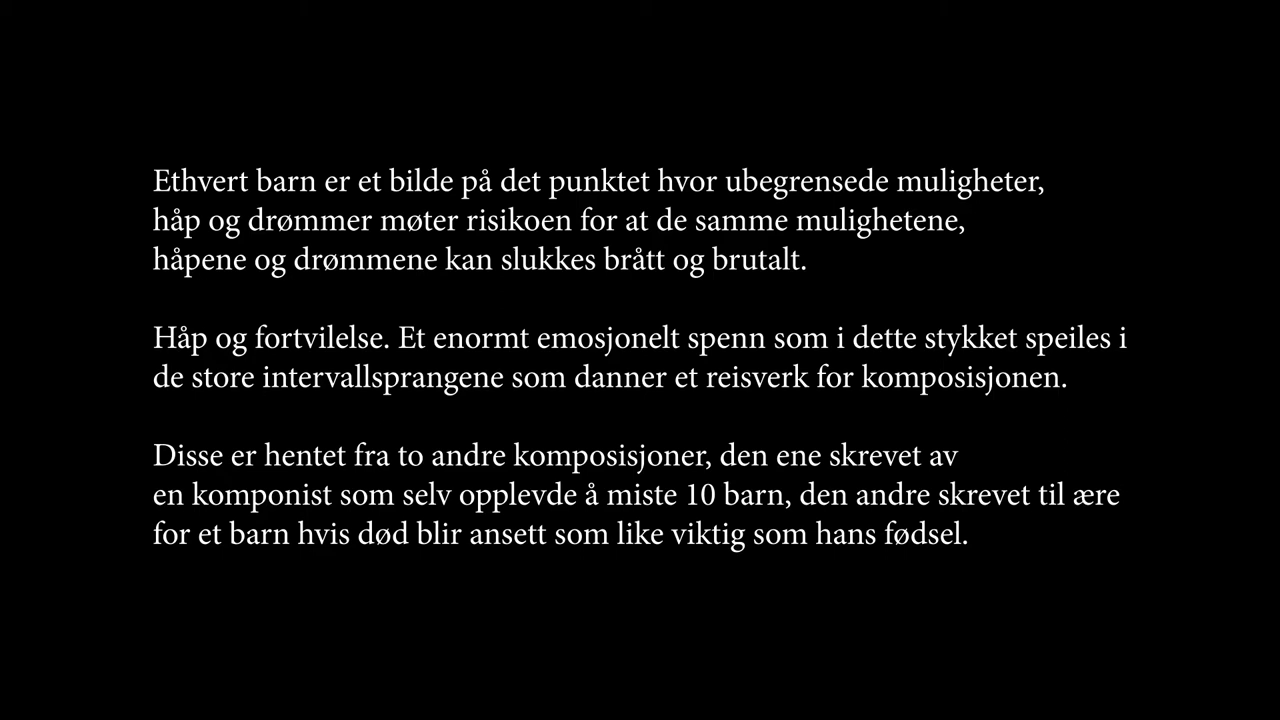 Ethvert barn er et bilde på det punktet hvor ubegrensede muligheter,
håp og drømmer møter risikoen for at de samme mulighetene,
håpene og drømmene kan slukkes brått og brutalt.
Håp og fortvilelse. Et enormt emosjonelt spenn som i dette stykket speiles i
de store intervallsprangene som danner et reisverk for komposisjonen.
Disse er hentet fra to andre komposisjoner, den ene skrevet av
en komponist som selv opplevde å miste 10 barn, den andre skrevet til ære
for et barn hvis død blir ansett som like viktig som hans fødsel.